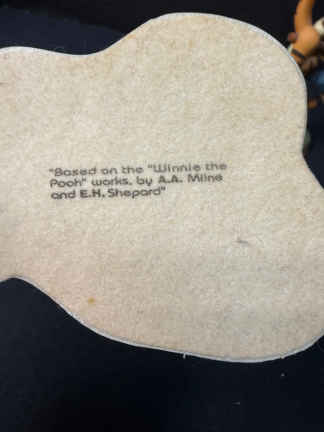 "Based on the "Winnie the
Pooh" works, by A.A. Milne
and E.H. Shepard"